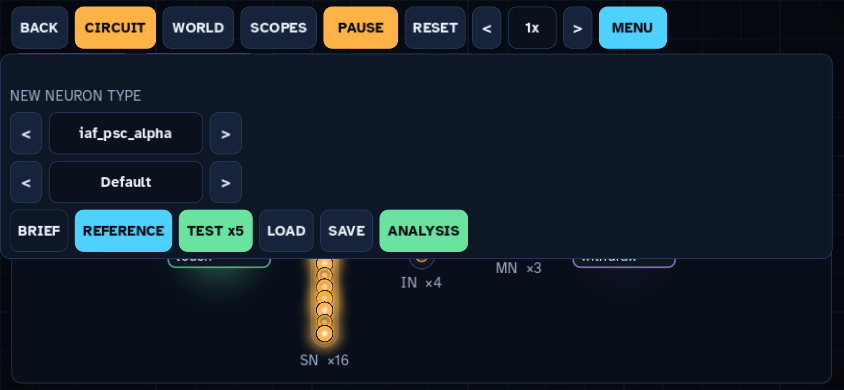 BACK CIRCUIT WORLD SCOPES PAUSE RESET < 1x > MENU
NEW NEURON TYPE
< iaf_psc_alpha >
< Default >
BRIEF REFERENCE TEST x5 LOAD SAVE ANALYSIS
IN ×4
MN ×3
SN ×16